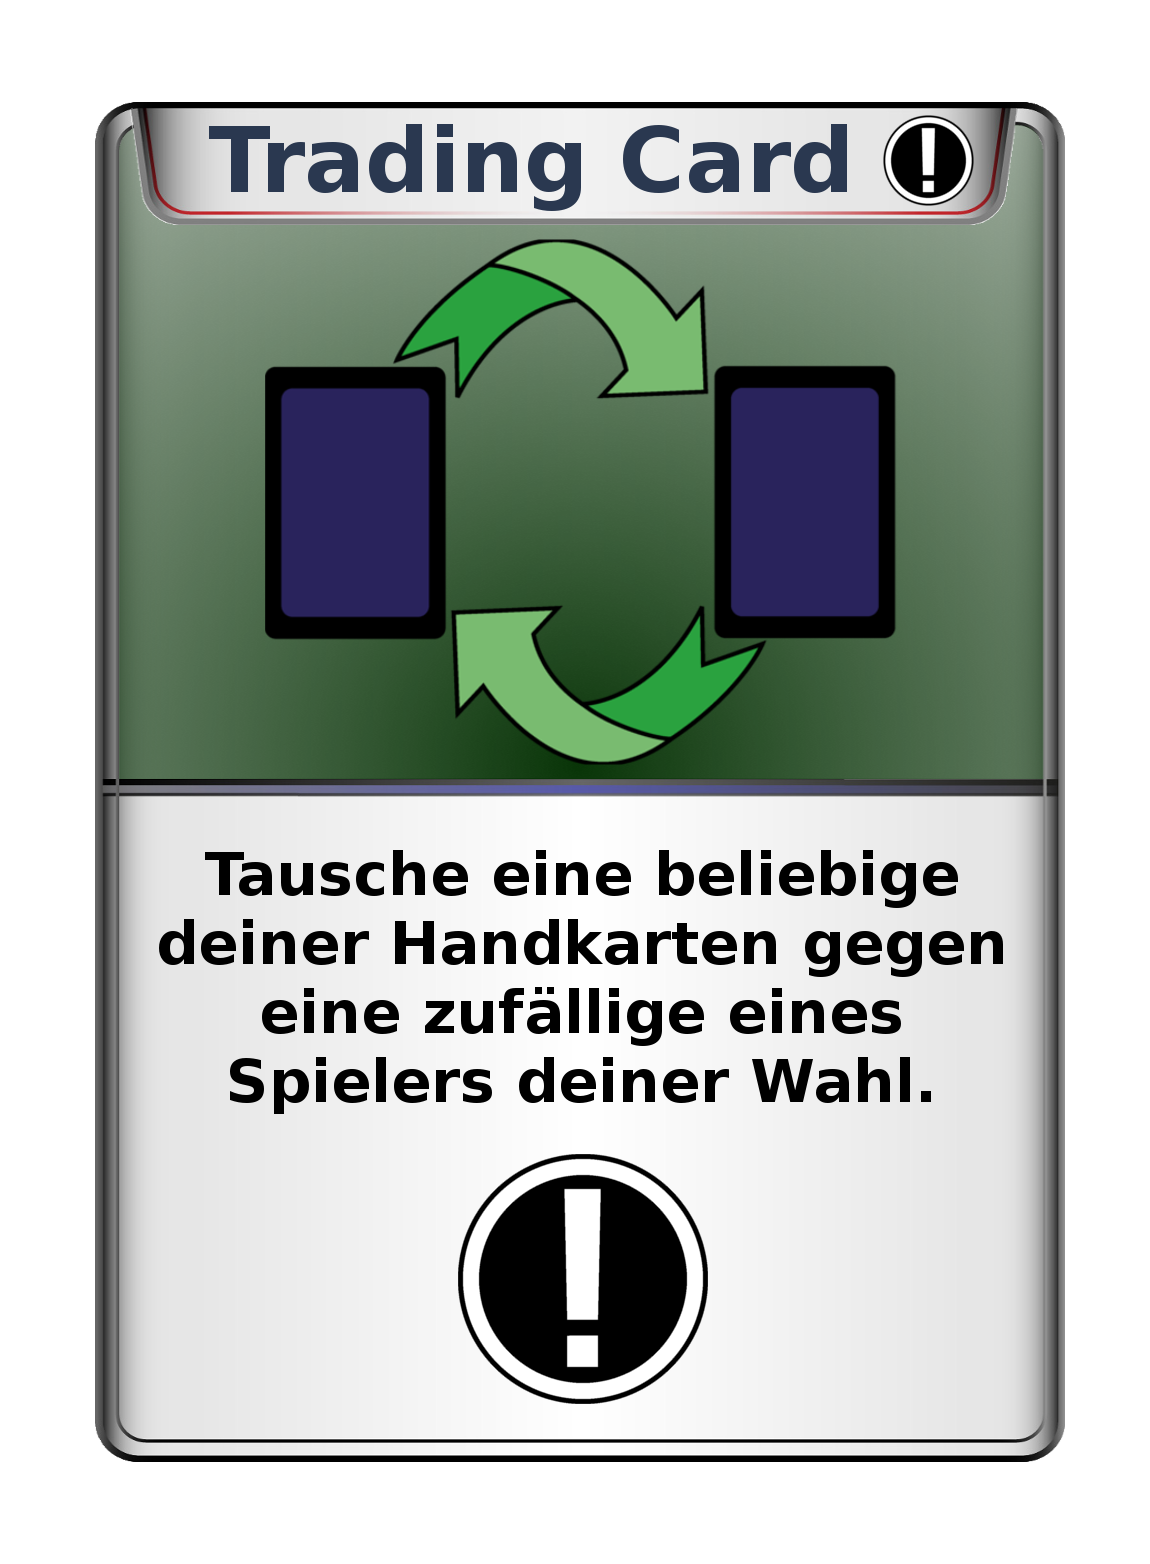 Trading Card !
Tausche eine beliebige
deiner Handkarten gegen
eine zufällige eines
Spielers deiner Wahl.
!